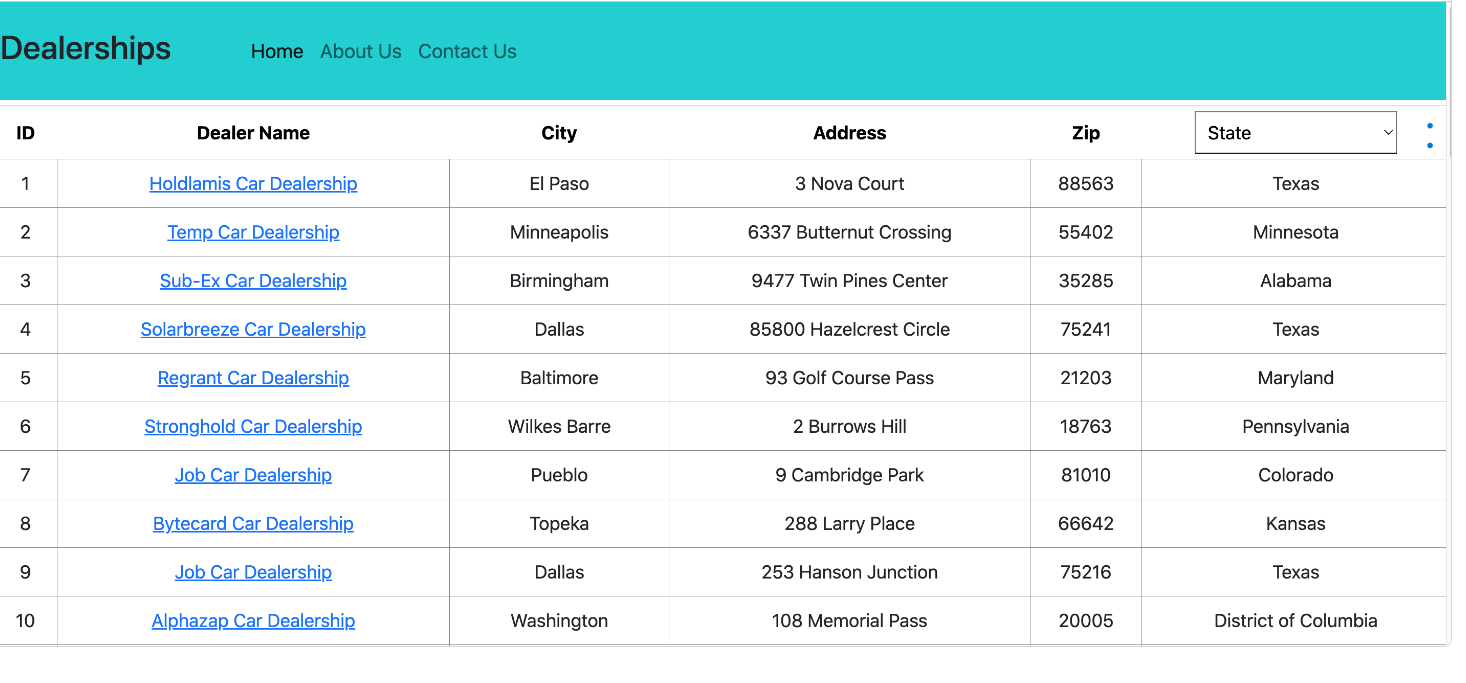 Dealerships Home About Us Contact Us
ID Dealer Name City Address Zip State
1 Holdlamis Car Dealership El Paso 3 Nova Court 88563 Texas
2 Temp Car Dealership Minneapolis 6337 Butternut Crossing 55402 Minnesota
3 Sub-Ex Car Dealership Birmingham 9477 Twin Pines Center 35285 Alabama
4 Solarbreeze Car Dealership Dallas 85800 Hazelcrest Circle 75241 Texas
5 Regrant Car Dealership Baltimore 93 Golf Course Pass 21203 Maryland
6 Stronghold Car Dealership Wilkes Barre 2 Burrows Hill 18763 Pennsylvania
7 Job Car Dealership Pueblo 9 Cambridge Park 81010 Colorado
8 Bytecard Car Dealership Topeka 288 Larry Place 66642 Kansas
9 Job Car Dealership Dallas 253 Hanson Junction 75216 Texas
10 Alphazap Car Dealership Washington 108 Memorial Pass 20005 District of Columbia